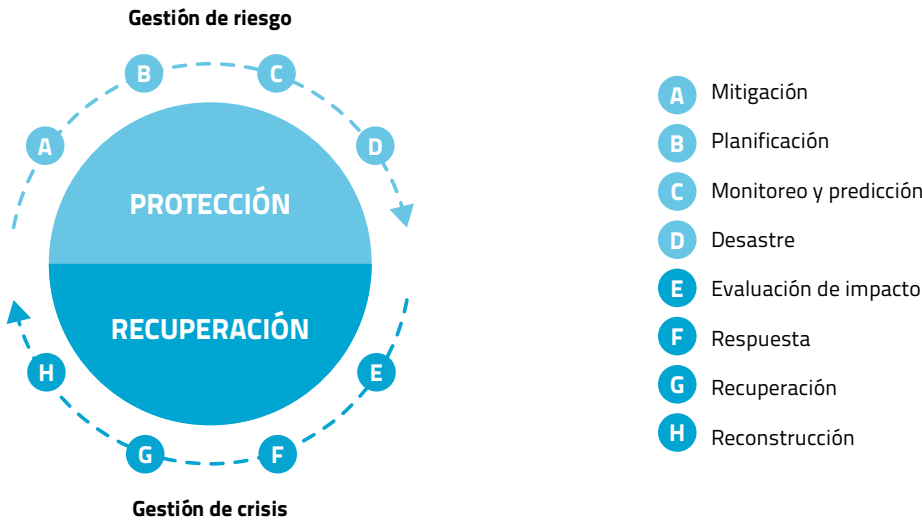 Gestión de riesgo
B
C
A
D
PROTECCIÓN
RECUPERACIÓN
H
E
G
F
Gestión de crisis
A Mitigación
B Planificación
C Monitoreo y predicción
D Desastre
E Evaluación de impacto
F Respuesta
G Recuperación
H Reconstrucción